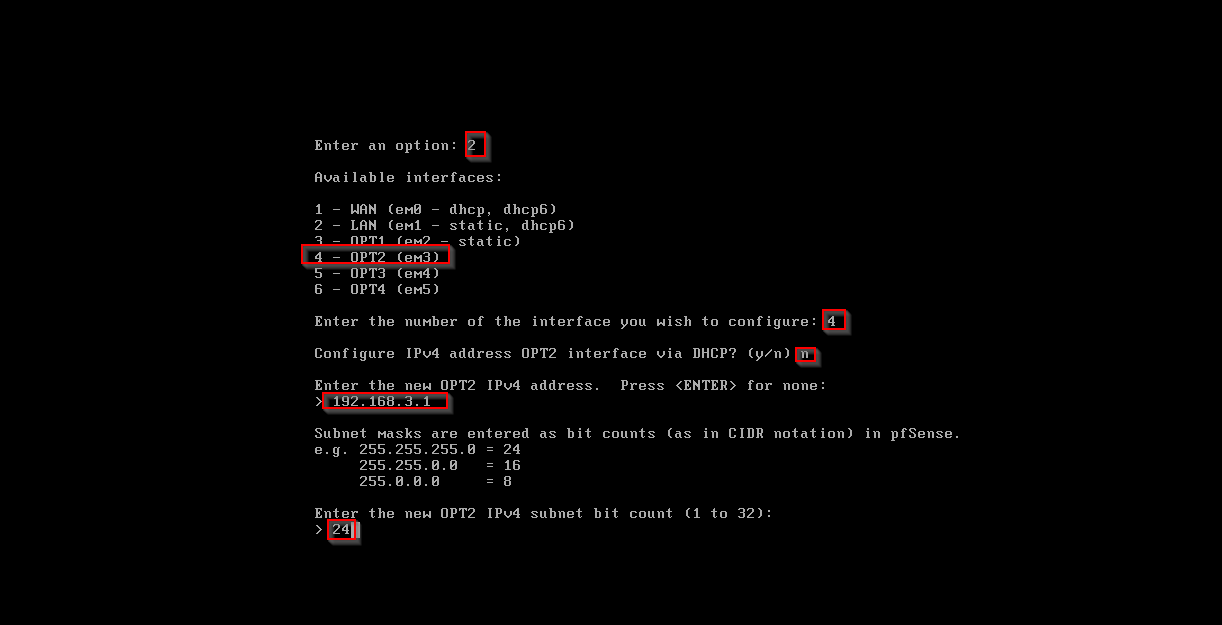 Enter an option: 2
Available interfaces:
1 - WAN (em0 - dhcp, dhcp6)
2 - LAN (em1 - static, dhcp6)
3 - OPT1 (em2 - static)
4 - OPT2 (em3)
5 - OPT3 (em4)
6 - OPT4 (em5)
Enter the number of the interface you wish to configure: 4
Configure IPv4 address OPT2 interface via DHCP? (y/n) n
Enter the new OPT2 IPv4 address.  Press <ENTER> for none:
> 192.168.3.1
Subnet masks are entered as bit counts (as in CIDR notation) in pfSense.
e.g. 255.255.255.0 = 24
     255.255.0.0   = 16
     255.0.0.0     = 8
Enter the new OPT2 IPv4 subnet bit count (1 to 32):
> 24